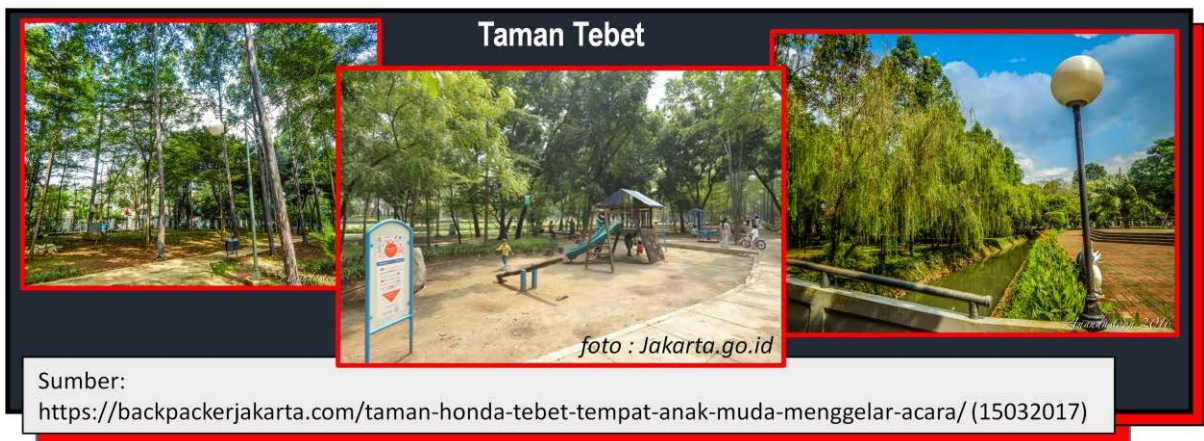 Taman Tebet
foto : Jakarta.go.id
Sumber:
https://backpackerjakarta.com/taman-honda-tebet-tempat-anak-muda-menggelar-acara/ (15032017)